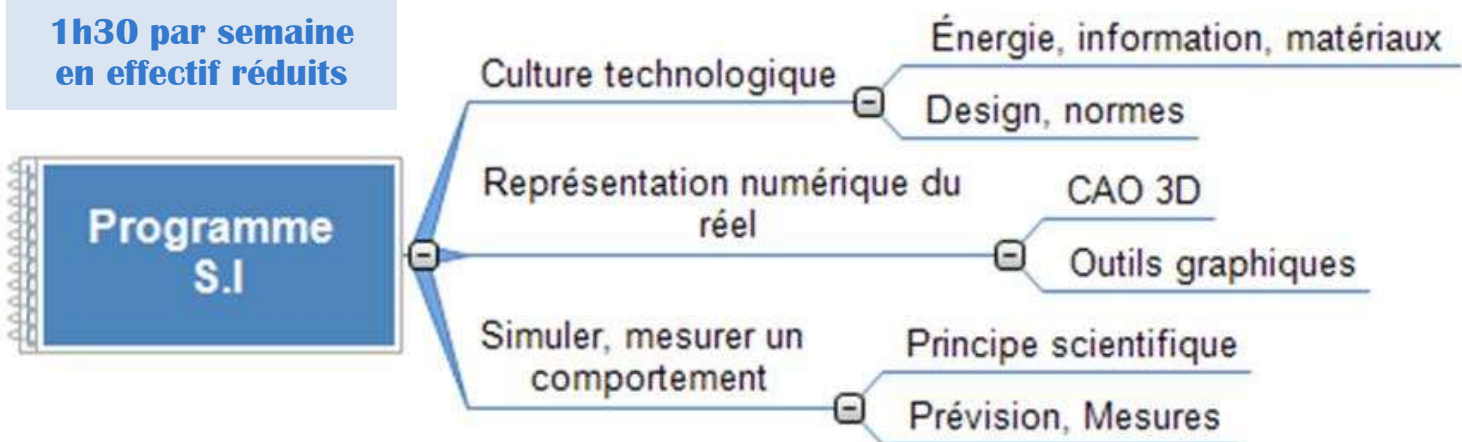 1h30 par semaine
en effectif réduits
Programme
S.I
Culture technologique
Énergie, information, matériaux
Design, normes
Représentation numérique du
réel
CAO 3D
Outils graphiques
Simuler, mesurer un
comportement
Principe scientifique
Prévision, Mesures